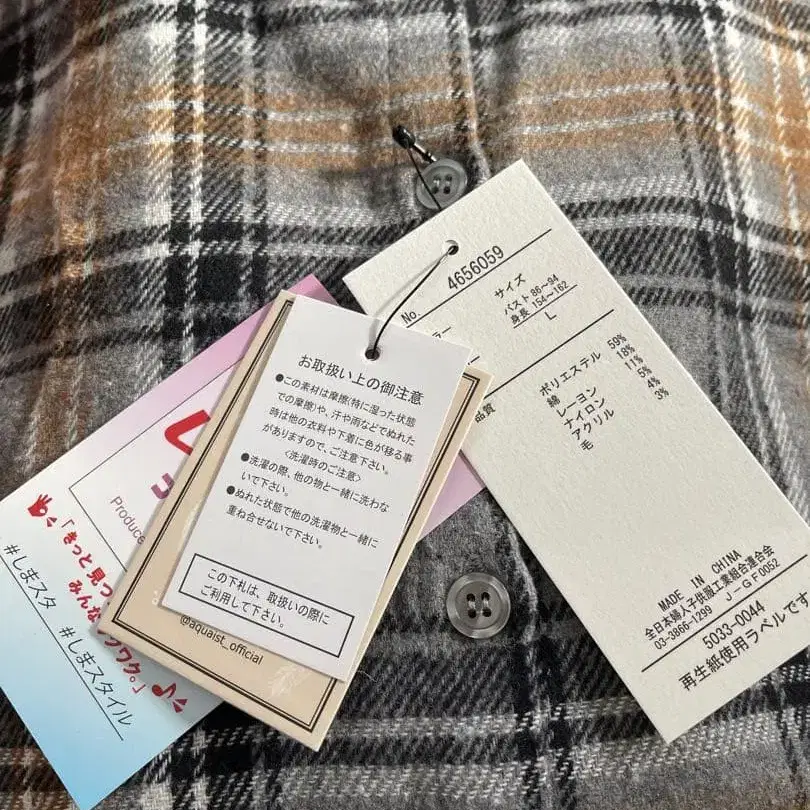 No. 4656059
サイズ
バスト 86～94
身長 154～162
L
ラー
品質
ポリエステル 59%
綿 18%
レーヨン 11%
ナイロン 5%
アクリル 4%
毛 3%
MADE IN CHINA
全日本婦人子供服工業組合連合会
03-3866-1299 J-GF0052
5033-0044
再生紙使用ラベルです
お取扱い上の御注意
●この素材は摩擦(特に湿った状態
での摩擦)や、汗や雨などでぬれた
時は他の衣料や下着に色が移る事
がありますので、ご注意下さい。
<洗濯時のご注意>
●洗濯の際、他の物と一緒に洗わな
いで下さい。
●ぬれた状態で他の洗濯物と一緒に
重ね合せないで下さい。
この下札は、取扱いの際に
ご利用して下さい。
@aquaist_official
Produce
「きっと見つ
みんな
ワク。」
#しまスタ #しまスタイル